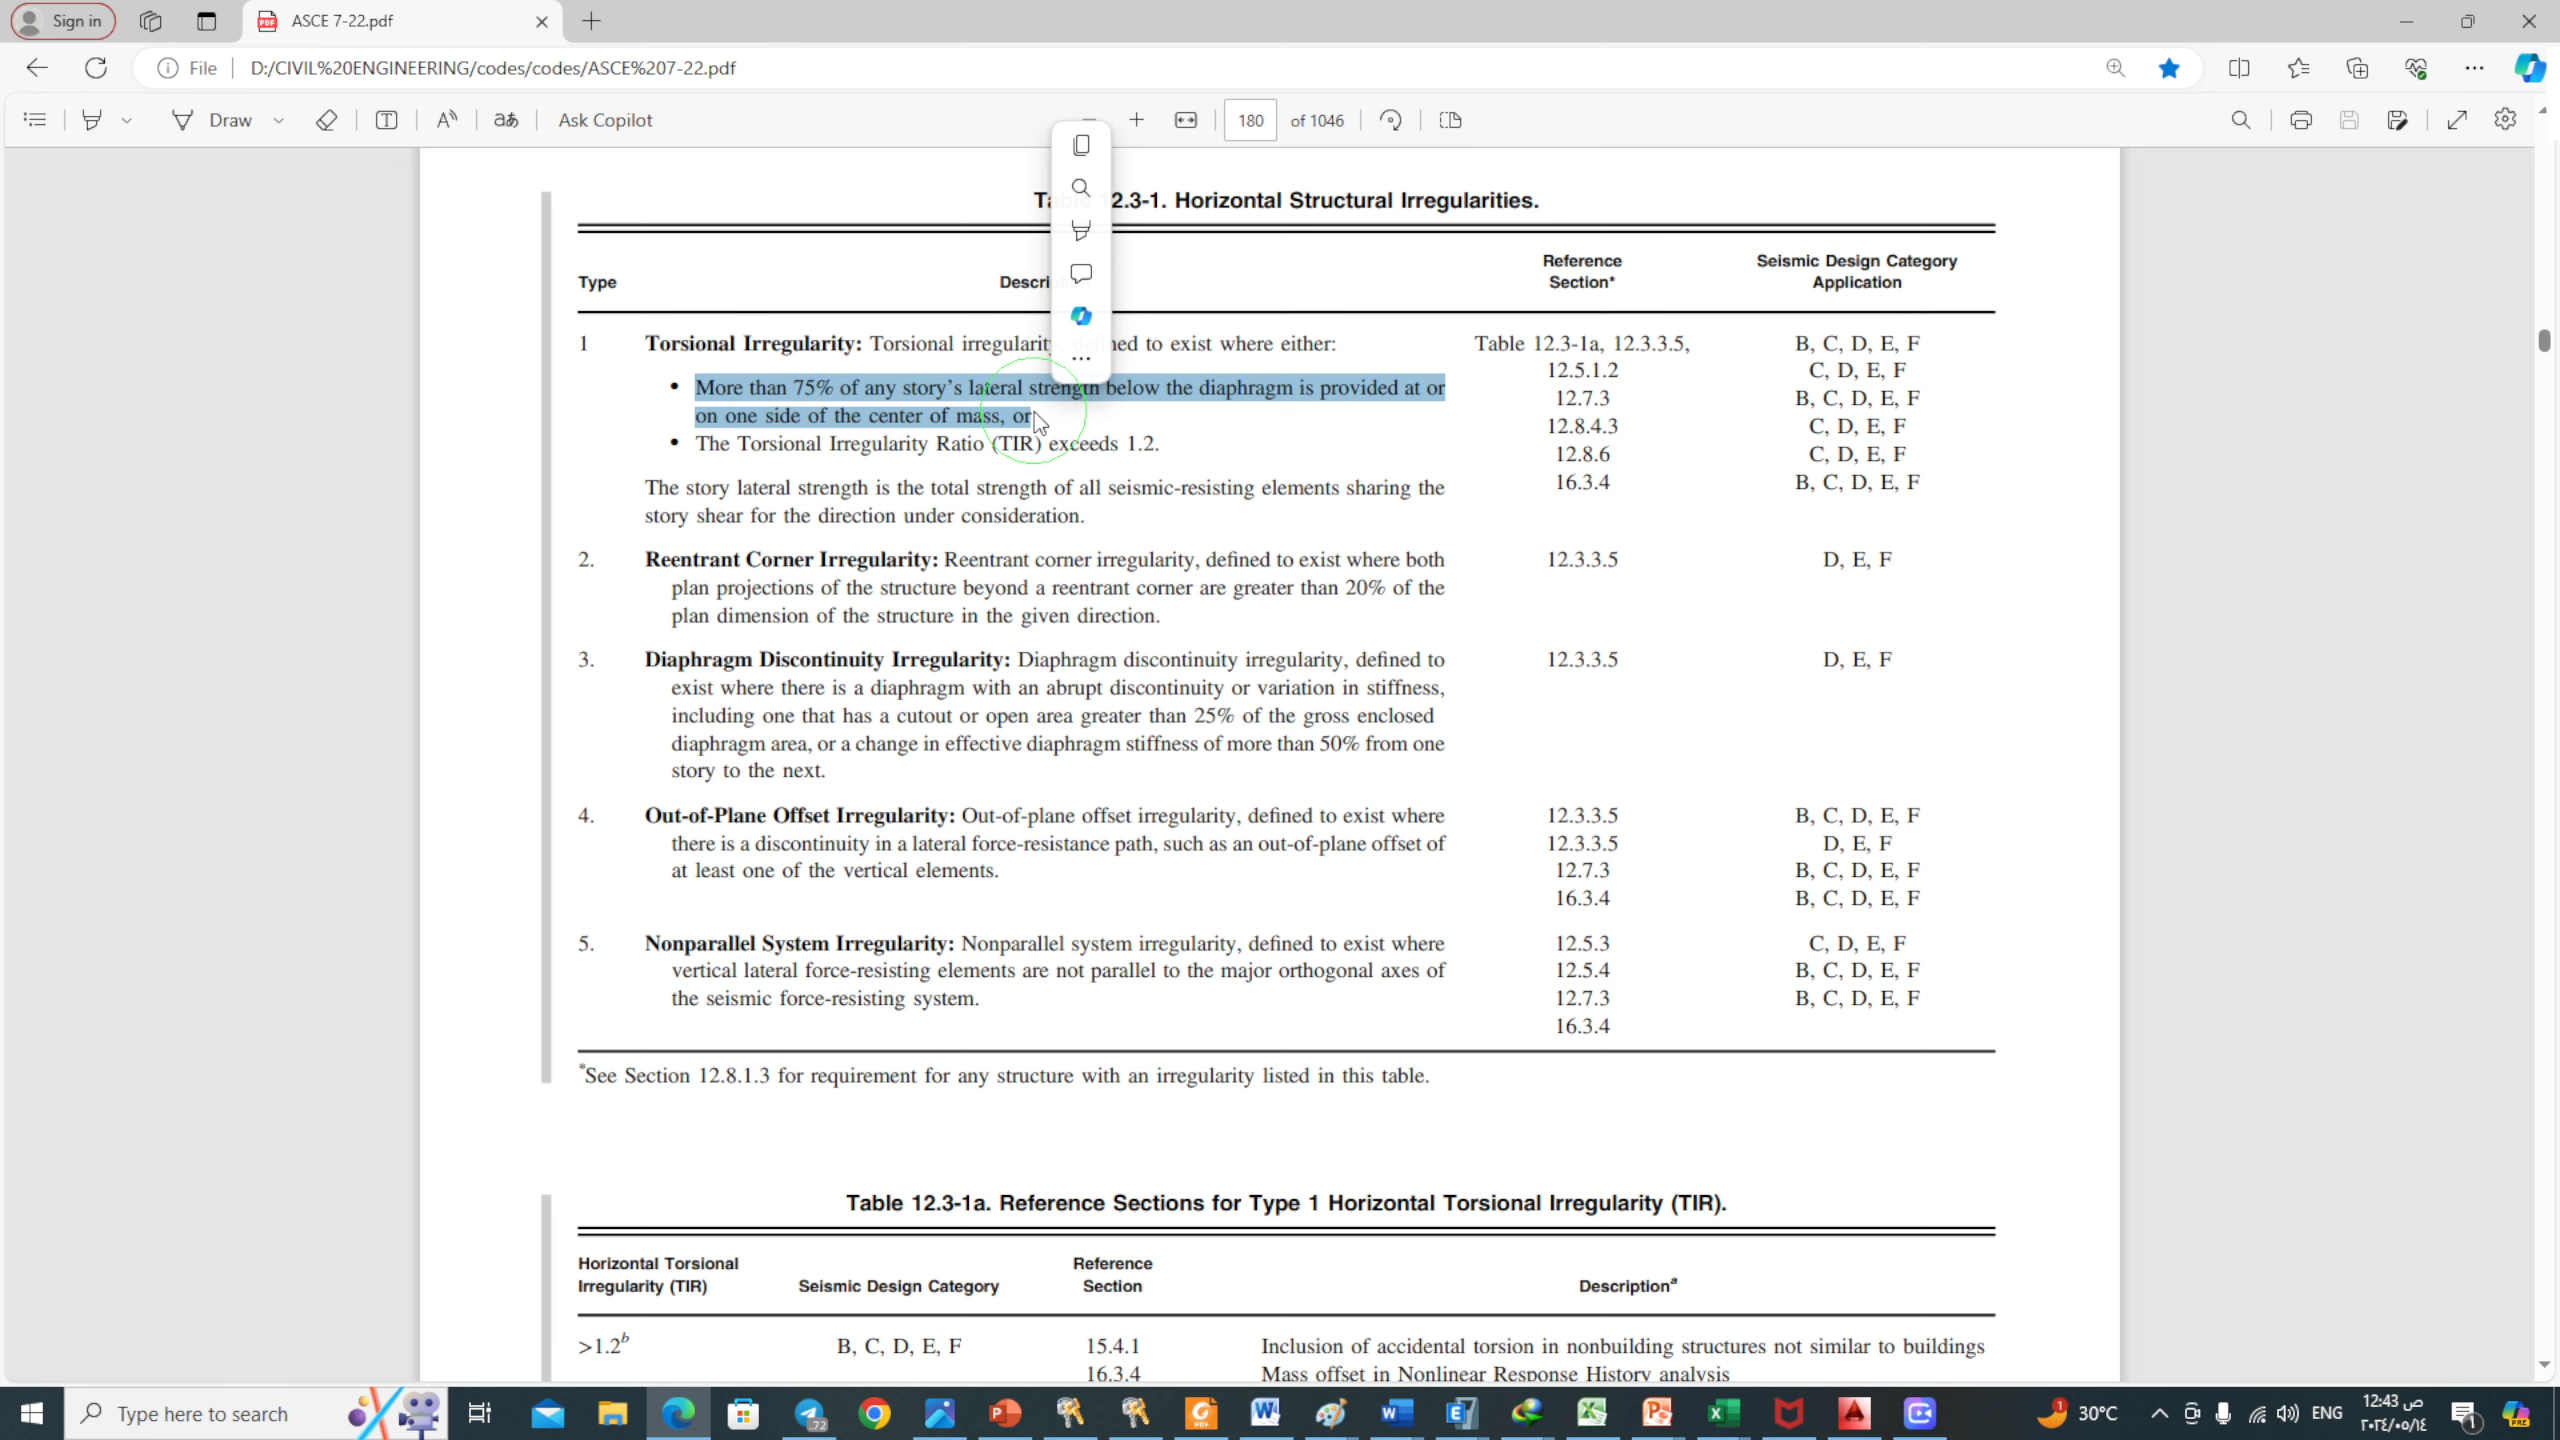 Sign in
ASCE 7-22.pdf
File
D:/CIVIL%20ENGINEERING/codes/codes/ASCE%207-22.pdf
Draw
Ask Copilot
180 of 1046
2.3-1. Horizontal Structural Irregularities.
Type
Reference Section*
Seismic Design Category Application
1 Torsional Irregularity: Torsional irregularity to exist where either: Table 12.3-1a, 12.3.3.5, B, C, D, E, F
12.5.1.2 C, D, E, F
• More than 75% of any story’s lateral strength below the diaphragm is provided at or 12.7.3 B, C, D, E, F
on one side of the center of mass, or 12.8.4.3 C, D, E, F
• The Torsional Irregularity Ratio (TIR) exceeds 1.2. 12.8.6 C, D, E, F
The story lateral strength is the total strength of all seismic-resisting elements sharing the 16.3.4 B, C, D, E, F
story shear for the direction under consideration.
2. Reentrant Corner Irregularity: Reentrant corner irregularity, defined to exist where both 12.3.3.5 D, E, F
plan projections of the structure beyond a reentrant corner are greater than 20% of the
plan dimension of the structure in the given direction.
3. Diaphragm Discontinuity Irregularity: Diaphragm discontinuity irregularity, defined to 12.3.3.5 D, E, F
exist where there is a diaphragm with an abrupt discontinuity or variation in stiffness,
including one that has a cutout or open area greater than 25% of the gross enclosed
diaphragm area, or a change in effective diaphragm stiffness of more than 50% from one
story to the next.
4. Out-of-Plane Offset Irregularity: Out-of-plane offset irregularity, defined to exist where 12.3.3.5 B, C, D, E, F
there is a discontinuity in a lateral force-resistance path, such as an out-of-plane offset of 12.3.3.5 D, E, F
at least one of the vertical elements. 12.7.3 B, C, D, E, F
16.3.4 B, C, D, E, F
5. Nonparallel System Irregularity: Nonparallel system irregularity, defined to exist where 12.5.3 C, D, E, F
vertical lateral force-resisting elements are not parallel to the major orthogonal axes of 12.5.4 B, C, D, E, F
the seismic force-resisting system. 12.7.3 B, C, D, E, F
16.3.4
*See Section 12.8.1.3 for requirement for any structure with an irregularity listed in this table.
Table 12.3-1a. Reference Sections for Type 1 Horizontal Torsional Irregularity (TIR).
Horizontal Torsional Irregularity (TIR)
Seismic Design Category
Reference Section
Descriptionª
>1.2ᵇ B, C, D, E, F 15.4.1 Inclusion of accidental torsion in nonbuilding structures not similar to buildings
16.3.4 Mass offset in Nonlinear Response History analysis
Type here to search
72
1
30°C
ENG
12:43 ص
٢٠٢٤/٠٥/١٤
1
PRE